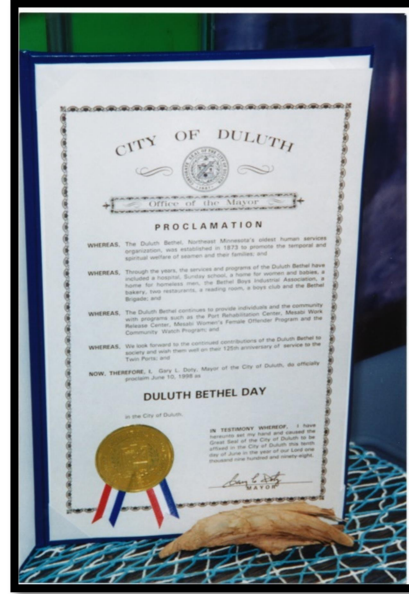 CITY OF DULUTH
Office of the Mayor
PROCLAMATION
WHEREAS, The Duluth Bethel, Northeast Minnesota's oldest human services
organization, was established in 1873 to promote the temporal and
spiritual welfare of seamen and their families; and
WHEREAS, Through the years, the services and programs of the Duluth Bethel have
included a hospital, Sunday school, a home for women and babies, a
home for homeless men, the Bethel Boys Industrial Association, a
bakery, two restaurants, a reading room, a boys club and the Bethel
Brigade; and
WHEREAS, The Duluth Bethel continues to provide individuals and the community
with programs such as the Port Rehabilitation Center, Mesabi Work
Release Center, Mesabi Woman's Female Offender Program and the
Community Watch Program; and
WHEREAS, We look forward to the continued contributions of the Duluth Bethel to
society and wish them well on their 125th anniversary of service to the
Twin Ports; and
NOW, THEREFORE, I, Gary L. Doty, Mayor of the City of Duluth, do officially
proclaim June 10, 1998 as
DULUTH BETHEL DAY
in the City of Duluth.
IN TESTIMONY WHEREOF, I have
hereunto set my hand and caused the
Great Seal of the City of Duluth to be
affixed in the City of Duluth this tenth
day of June in the year of our Lord one
thousand nine hundred and ninety-eight.
MAYOR